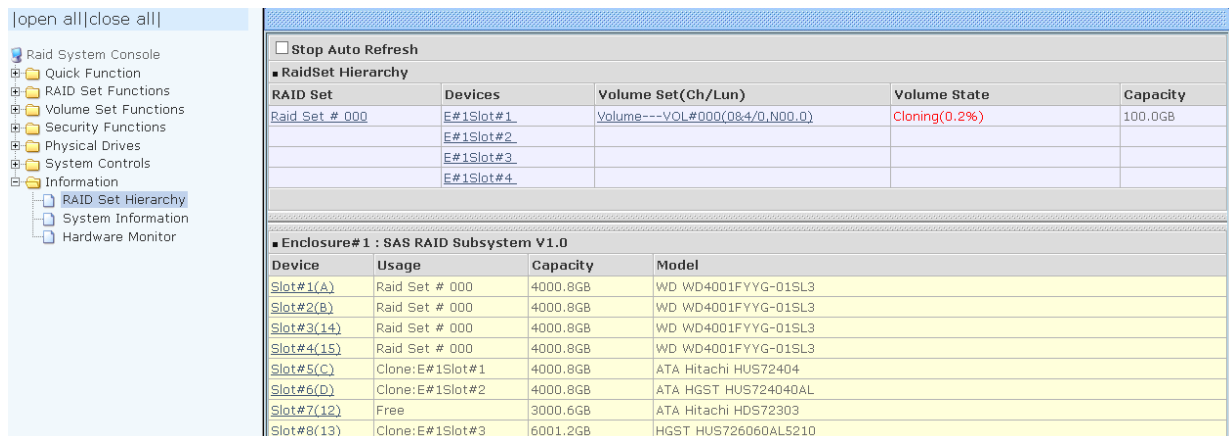 |open all|close all|
Raid System Console
Quick Function
RAID Set Functions
Volume Set Functions
Security Functions
Physical Drives
System Controls
Information
RAID Set Hierarchy
System Information
Hardware Monitor
Stop Auto Refresh
RaidSet Hierarchy
RAID Set Devices Volume Set(Ch/Lun) Volume State Capacity
Raid Set # 000 E#1Slot#1 Volume---VOL#000(0&4/0,N00.0) Cloning(0.2%) 100.0GB
E#1Slot#2
E#1Slot#3
E#1Slot#4
Enclosure#1 : SAS RAID Subsystem V1.0
Device Usage Capacity Model
Slot#1(A) Raid Set # 000 4000.8GB WD WD4001FYYG-01SL3
Slot#2(B) Raid Set # 000 4000.8GB WD WD4001FYYG-01SL3
Slot#3(14) Raid Set # 000 4000.8GB WD WD4001FYYG-01SL3
Slot#4(15) Raid Set # 000 4000.8GB WD WD4001FYYG-01SL3
Slot#5(C) Clone:E#1Slot#1 4000.8GB ATA Hitachi HUS72404
Slot#6(D) Clone:E#1Slot#2 4000.8GB ATA HGST HUS724040AL
Slot#7(12) Free 3000.6GB ATA Hitachi HDS72303
Slot#8(13) Clone:E#1Slot#3 6001.2GB HGST HUS726060AL5210